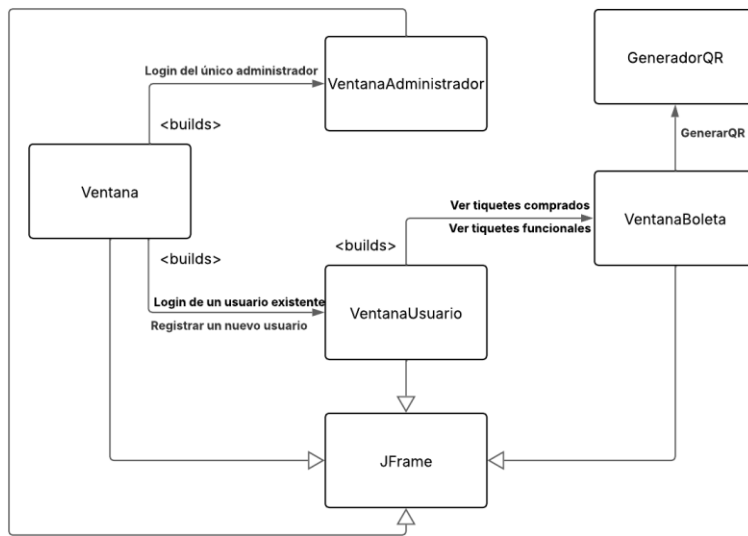 Login del único administrador
VentanaAdministrador
GeneradorQR
<builds>
GenerarQR
Ventana
Ver tiquetes comprados
VentanaBoleta
Ver tiquetes funcionales
<builds>
<builds>
Login de un usuario existente
VentanaUsuario
Registrar un nuevo usuario
JFrame